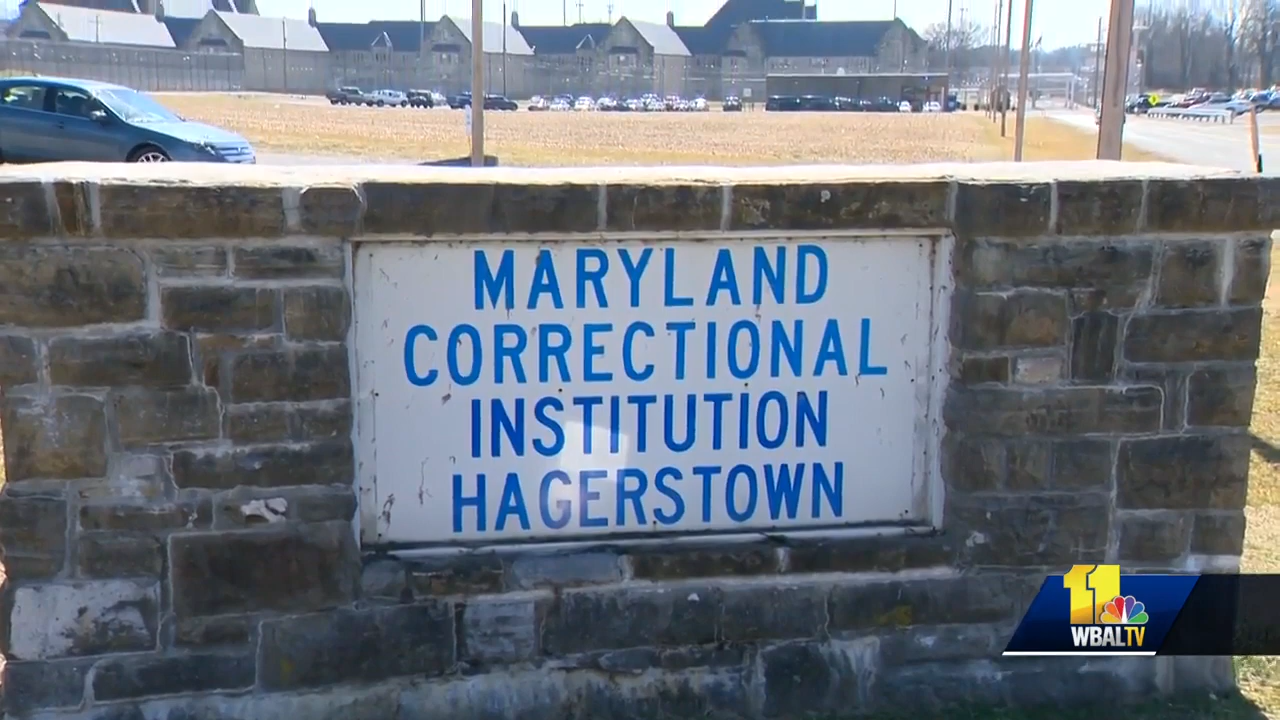 MARYLAND
CORRECTIONAL
INSTITUTION
HAGERSTOWN
11
WBALTV